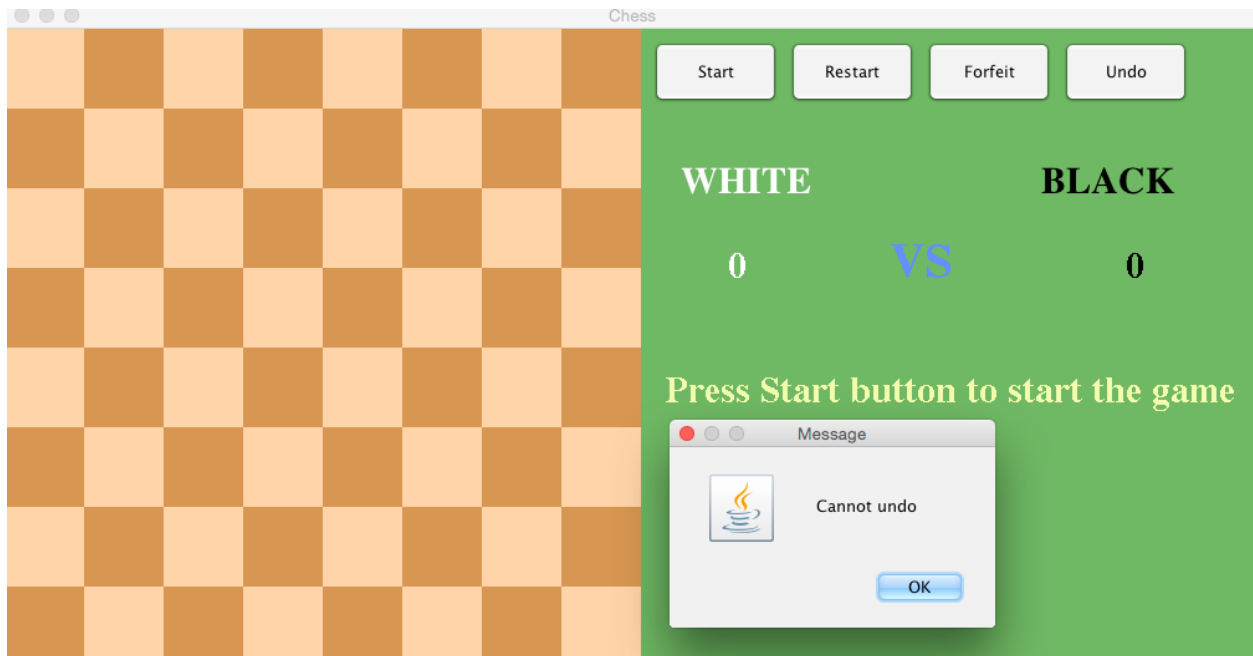 Chess
Start Restart Forfeit Undo
WHITE BLACK
0 VS 0
Press Start button to start the game
Message
Cannot undo
OK